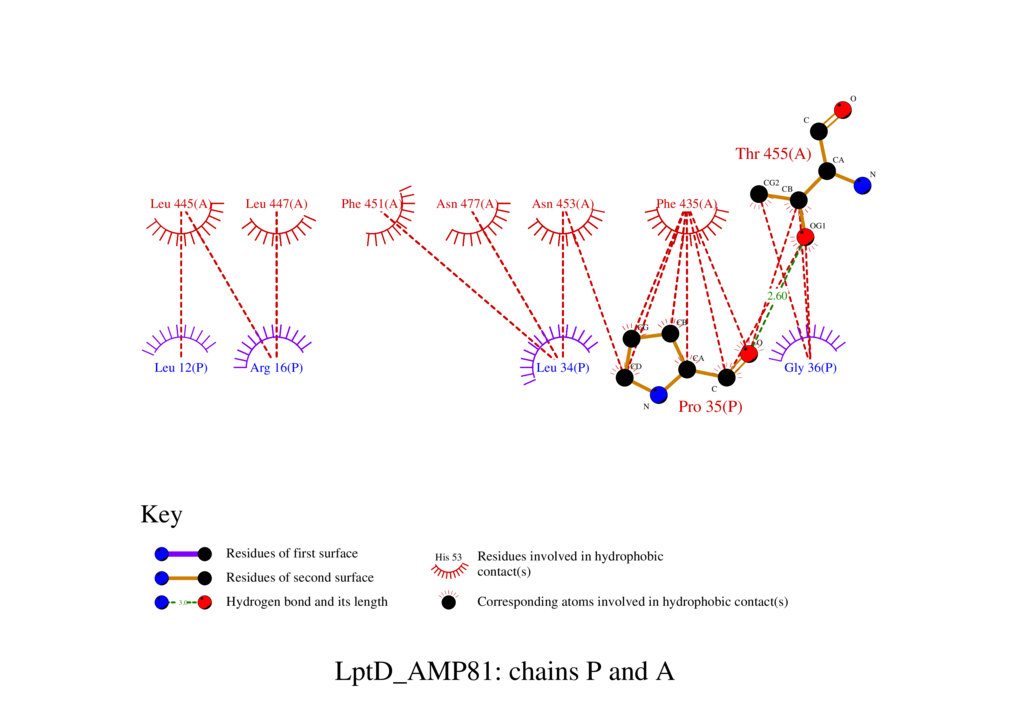 O
C
Thr 455(A)
CA
N
CG2
CB
OG1
Leu 445(A)
Leu 447(A)
Phe 451(A)
Asn 477(A)
Asn 453(A)
Phe 435(A)
2.60
CG
CB
O
CD
CA
C
N
Leu 12(P)
Arg 16(P)
Leu 34(P)
Gly 36(P)
Pro 35(P)
Key
Residues of first surface
Residues of second surface
3.0
Hydrogen bond and its length
His 53
Residues involved in hydrophobic
contact(s)
Corresponding atoms involved in hydrophobic contact(s)
LptD_AMP81: chains P and A